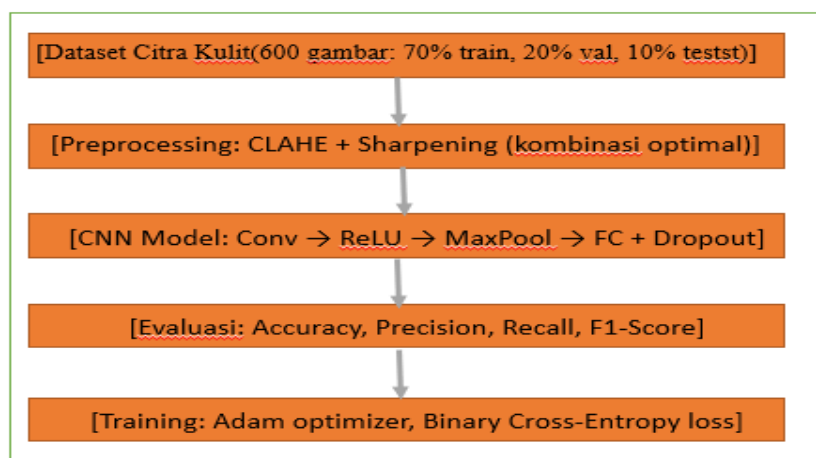 [Dataset Citra Kulit(600 gambar: 70% train, 20% val, 10% testst)]
[Preprocessing: CLAHE + Sharpening (kombinasi optimal)]
[CNN Model: Conv → ReLU → MaxPool → FC + Dropout]
[Evaluasi: Accuracy, Precision, Recall, F1-Score]
[Training: Adam optimizer, Binary Cross-Entropy loss]